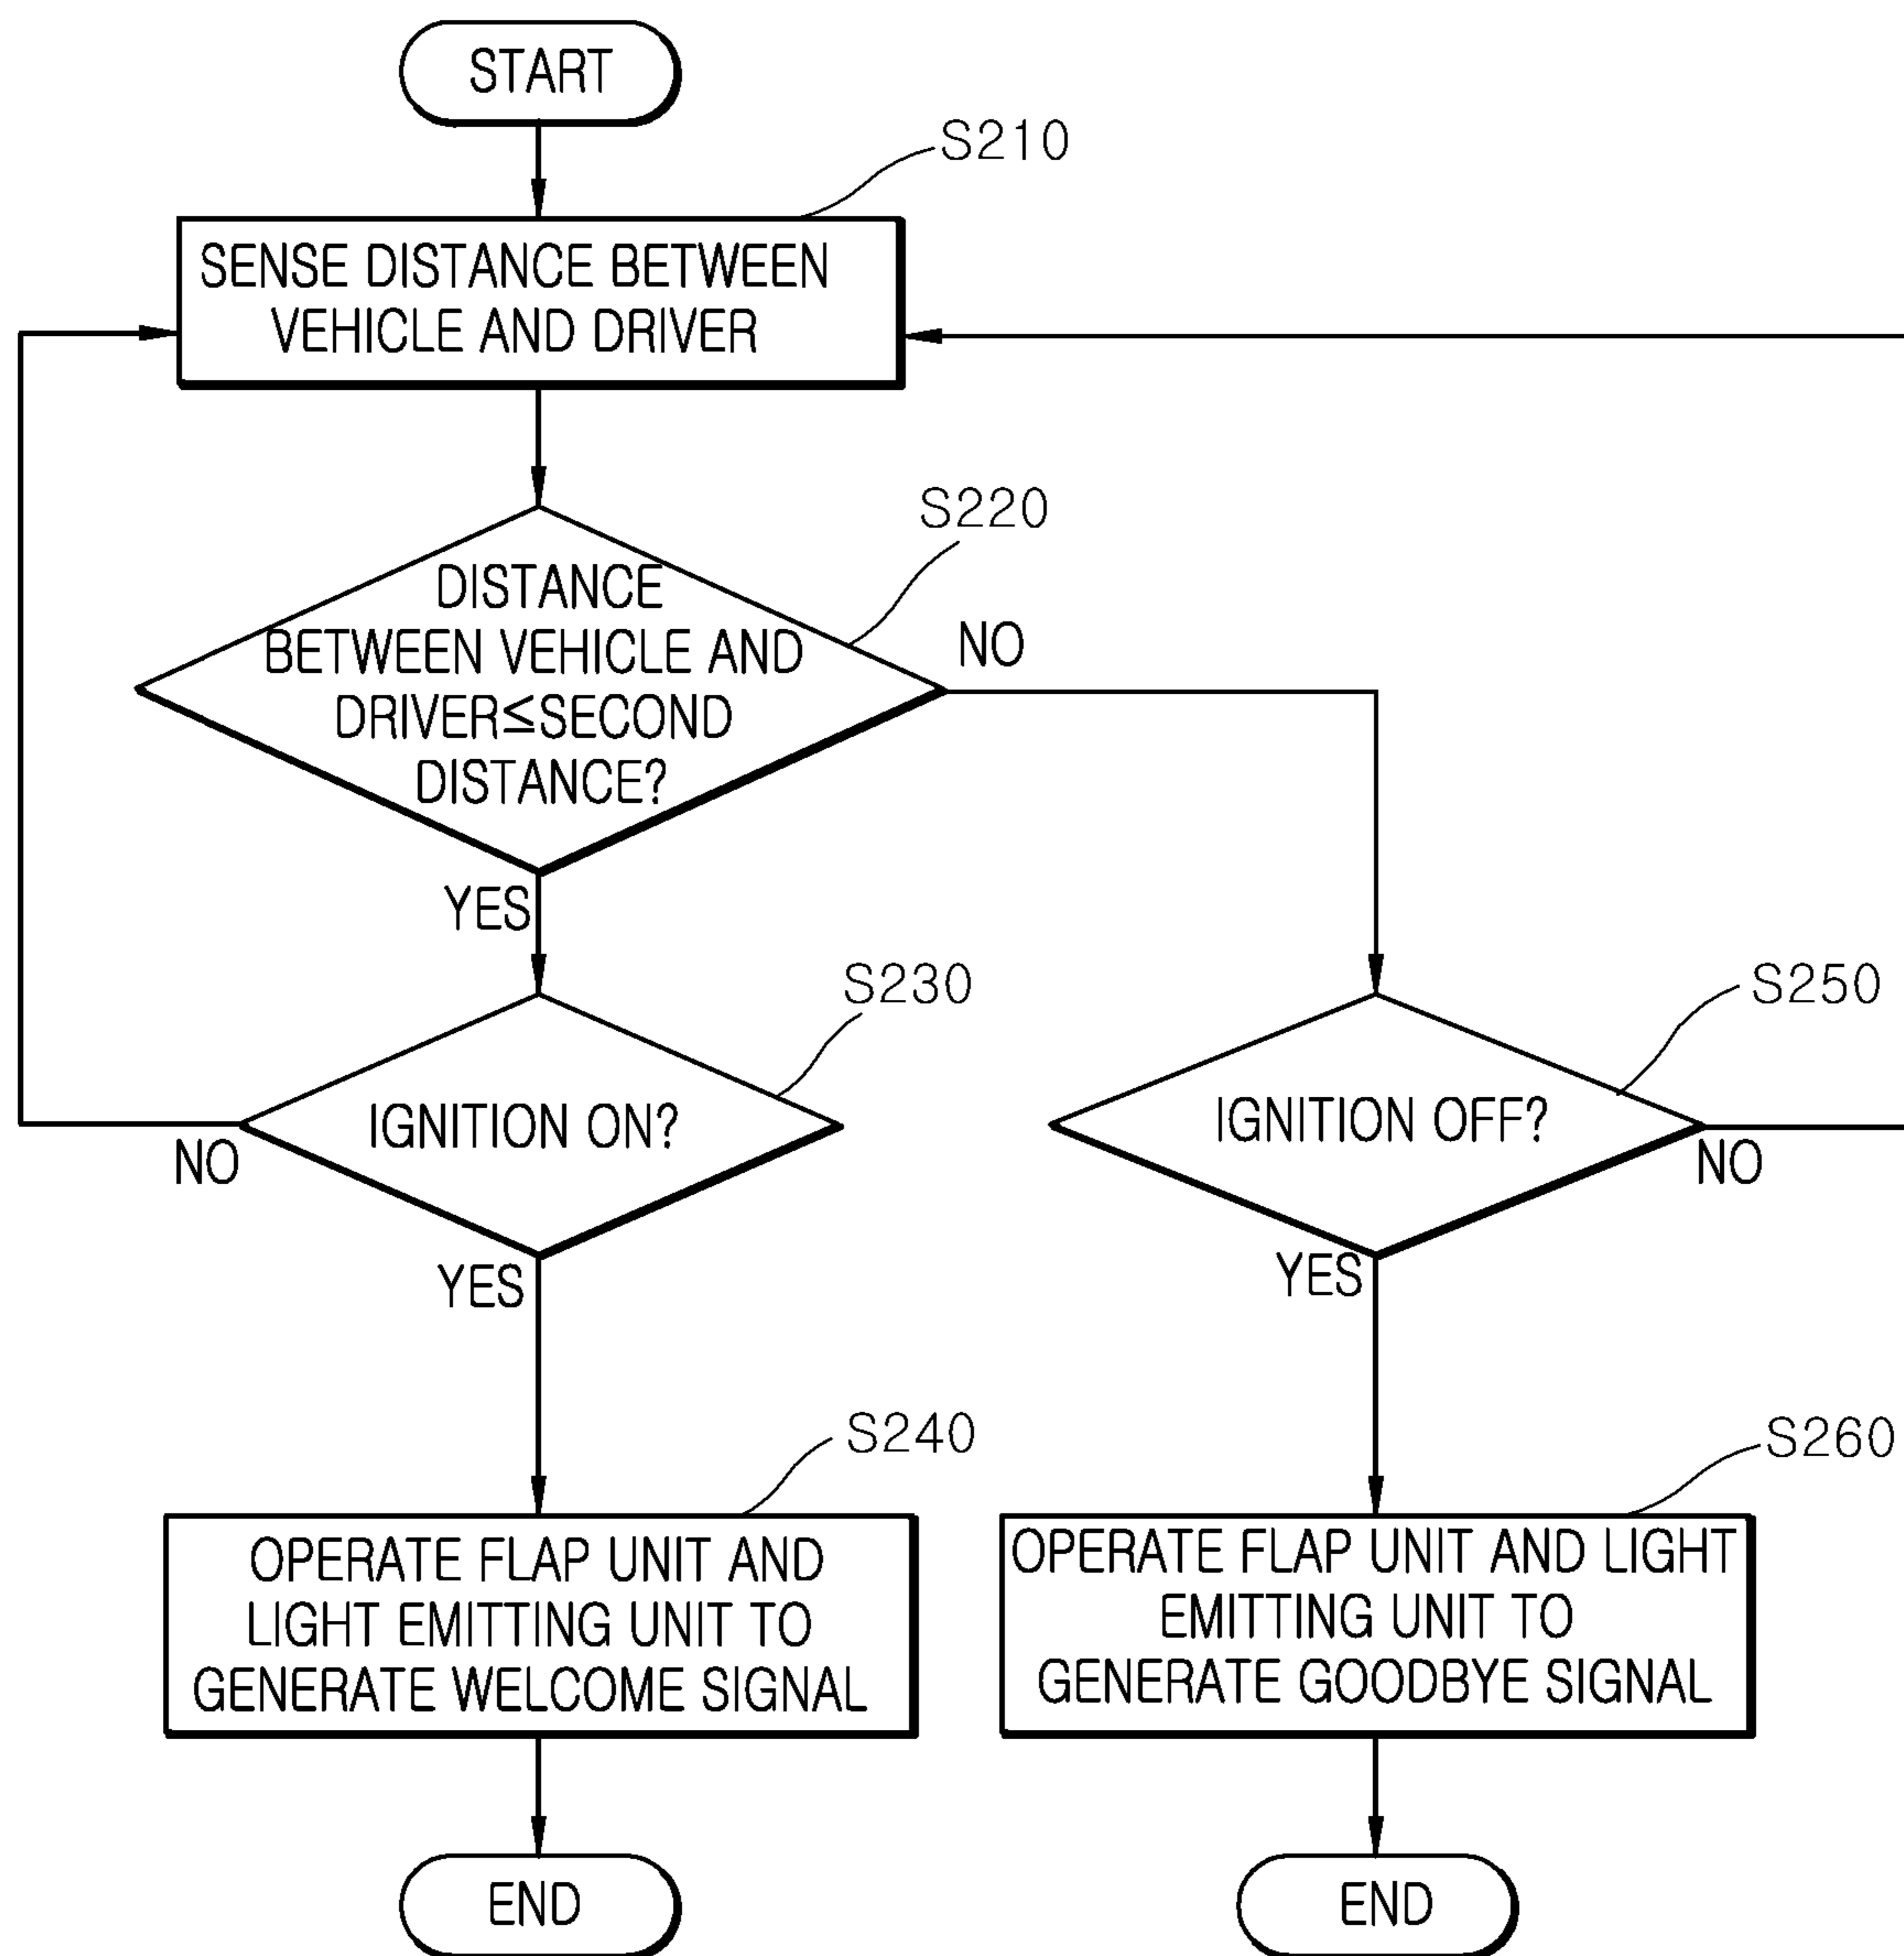 START
S210
SENSE DISTANCE BETWEEN
VEHICLE AND DRIVER
S220
DISTANCE
BETWEEN VEHICLE AND
DRIVER≤SECOND
DISTANCE?
NO
YES
S230
IGNITION ON?
NO
YES
S250
IGNITION OFF?
NO
YES
S240
OPERATE FLAP UNIT AND
LIGHT EMITTING UNIT TO
GENERATE WELCOME SIGNAL
S260
OPERATE FLAP UNIT AND LIGHT
EMITTING UNIT TO
GENERATE GOODBYE SIGNAL
END
END